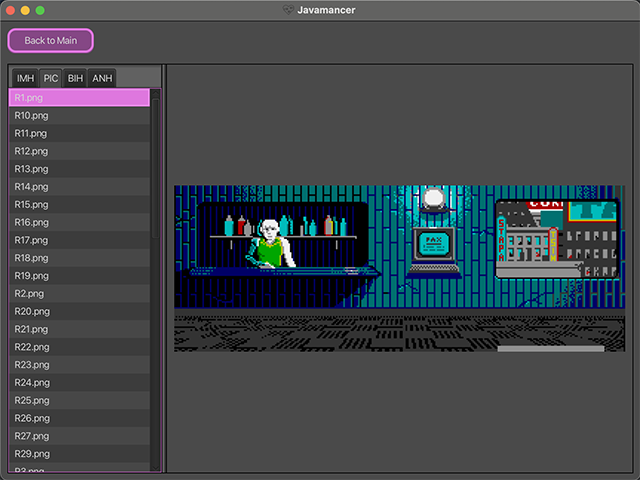 Javamancer
Back to Main
IMH PIC BIH ANH
R1.png
R10.png
R11.png
R12.png
R13.png
R14.png
R15.png
R16.png
R17.png
R18.png
R19.png
R2.png
R20.png
R21.png
R22.png
R23.png
R24.png
R25.png
R26.png
R27.png
R29.png
R3.png
PAX